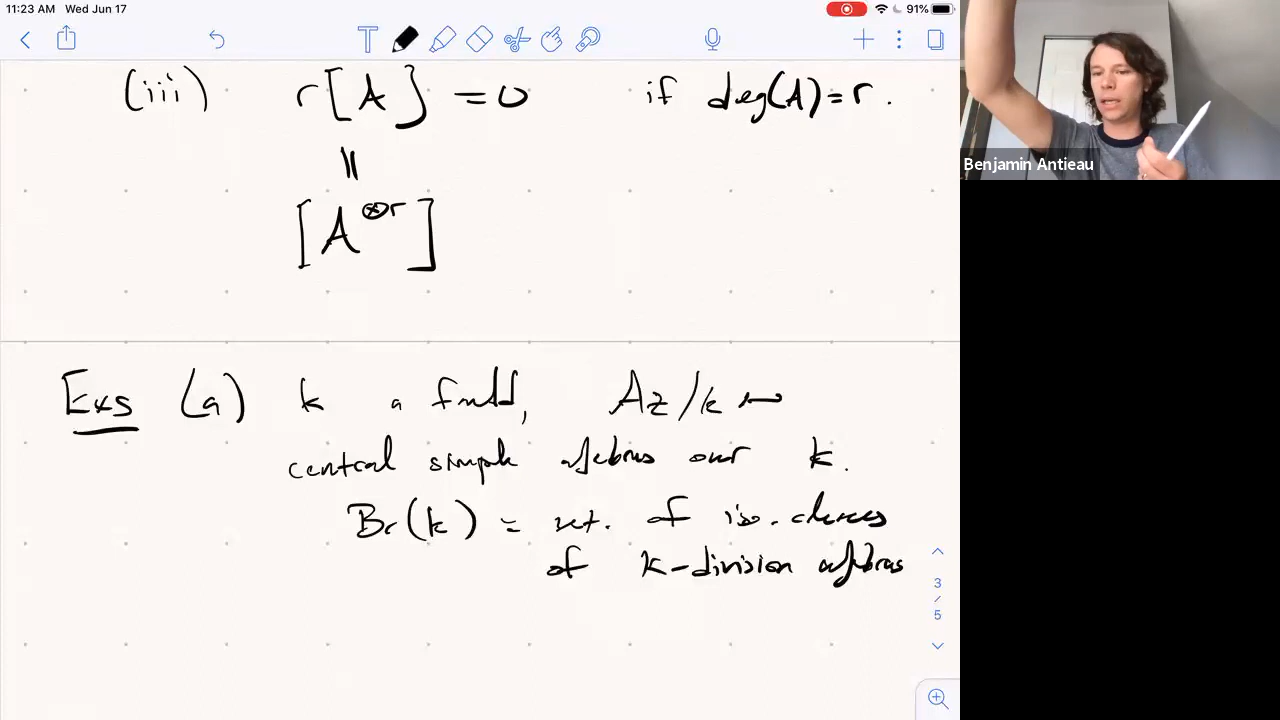 11:23 AM Wed Jun 17
91%
T
(iii) r[A] = 0 if deg(A)=r.
=
[A^{⊗r}]
Benjamin Antieau
Exs (a) k a field, Az/k ↔
central simple algebras over k.
Br(k) = set. of iso. classes
of k-division algebras
3
/
5